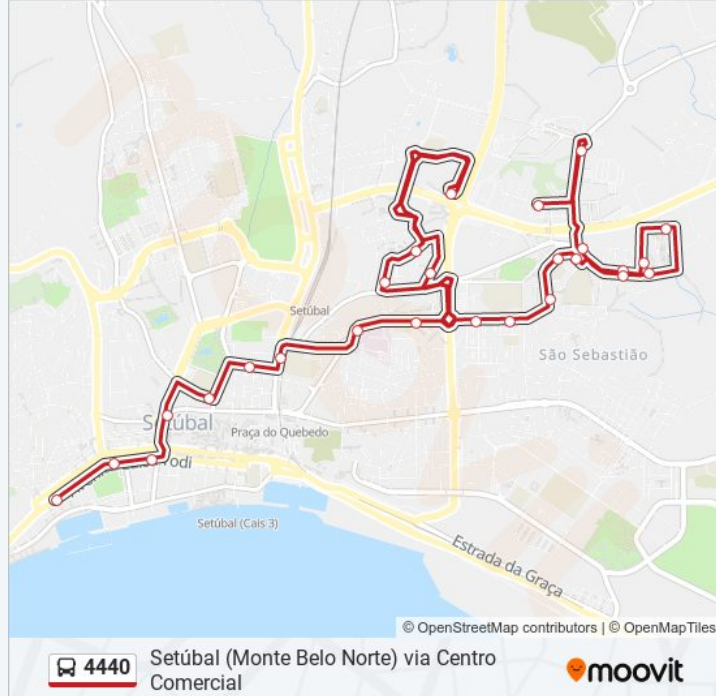 Setúbal
São Sebastião
Setúbal
Praça do Quebedo
odi
Setúbal (Cais 3)
Estrada da Graça
© OpenStreetMap contributors | © OpenMapTiles
4440
Setúbal (Monte Belo Norte) via Centro
Comercial
moovit